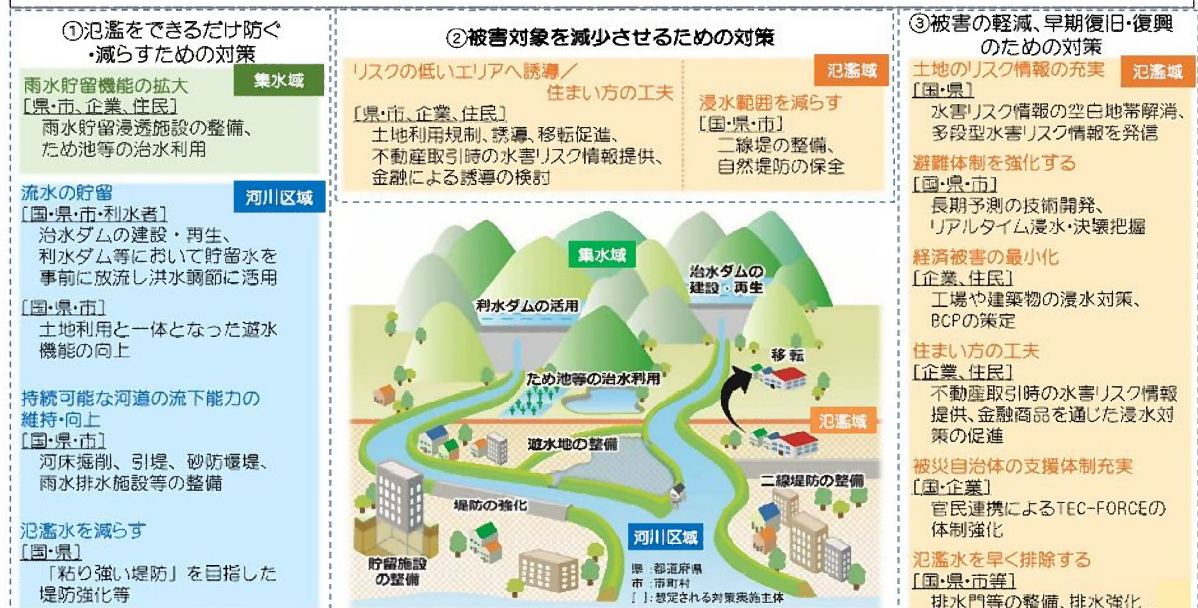 ①氾濫をできるだけ防ぐ
・減らすための対策
雨水貯留機能の拡大
集水域
[県・市、企業、住民]
雨水貯留浸透施設の整備、
ため池等の治水利用
流水の貯留
河川区域
[国・県・市・利水者]
治水ダムの建設・再生、
利水ダム等において貯留水を
事前に放流し洪水調節に活用
[国・県・市]
土地利用と一体となった遊水
機能の向上
持続可能な河道の流下能力の
維持・向上
[国・県・市]
河床掘削、引堤、砂防堰堤、
雨水排水施設等の整備
氾濫水を減らす
[国・県]
「粘り強い堤防」を目指した
堤防強化等
②被害対象を減少させるための対策
リスクの低いエリアへ誘導／
住まい方の工夫
[県・市、企業、住民]
土地利用規制、誘導、移転促進、
不動産取引時の水害リスク情報提供、
金融による誘導の検討
氾濫域
浸水範囲を減らす
[国・県・市]
二線堤の整備、
自然堤防の保全
集水域
治水ダムの
建設・再生
利水ダムの活用
移転
ため池等の治水利用
氾濫域
遊水地の整備
二線堤防の整備
堤防の強化
河川区域
貯留施設
の整備
県：都道府県
市：市町村
[ ]：想定される対策実施主体
③被害の軽減、早期復旧・復興
のための対策
土地のリスク情報の充実
氾濫域
[国・県]
水害リスク情報の空白地帯解消、
多段型水害リスク情報を発信
避難体制を強化する
[国・県・市]
長期予測の技術開発、
リアルタイム浸水・決壊把握
経済被害の最小化
[企業、住民]
工場や建築物の浸水対策、
BCPの策定
住まい方の工夫
[企業、住民]
不動産取引時の水害リスク情報
提供、金融商品を通じた浸水対
策の促進
被災自治体の支援体制充実
[国・企業]
官民連携によるTEC-FORCEの
体制強化
氾濫水を早く排除する
[国・県・市等]
排水門等の整備、排水強化